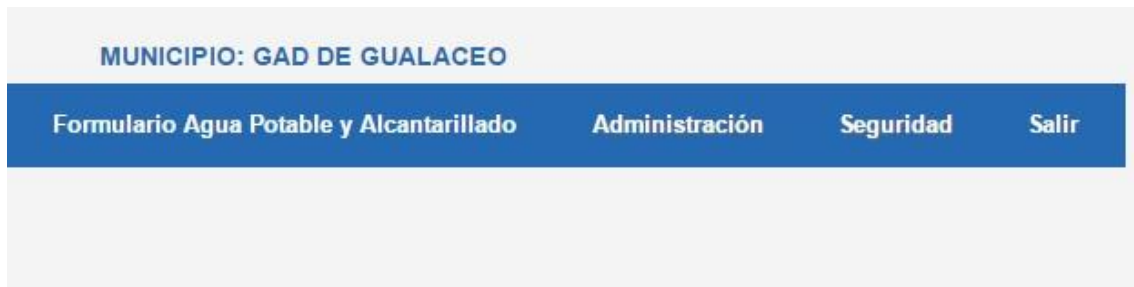 MUNICIPIO: GAD DE GUALACEO
Formulario Agua Potable y Alcantarillado Administración Seguridad Salir